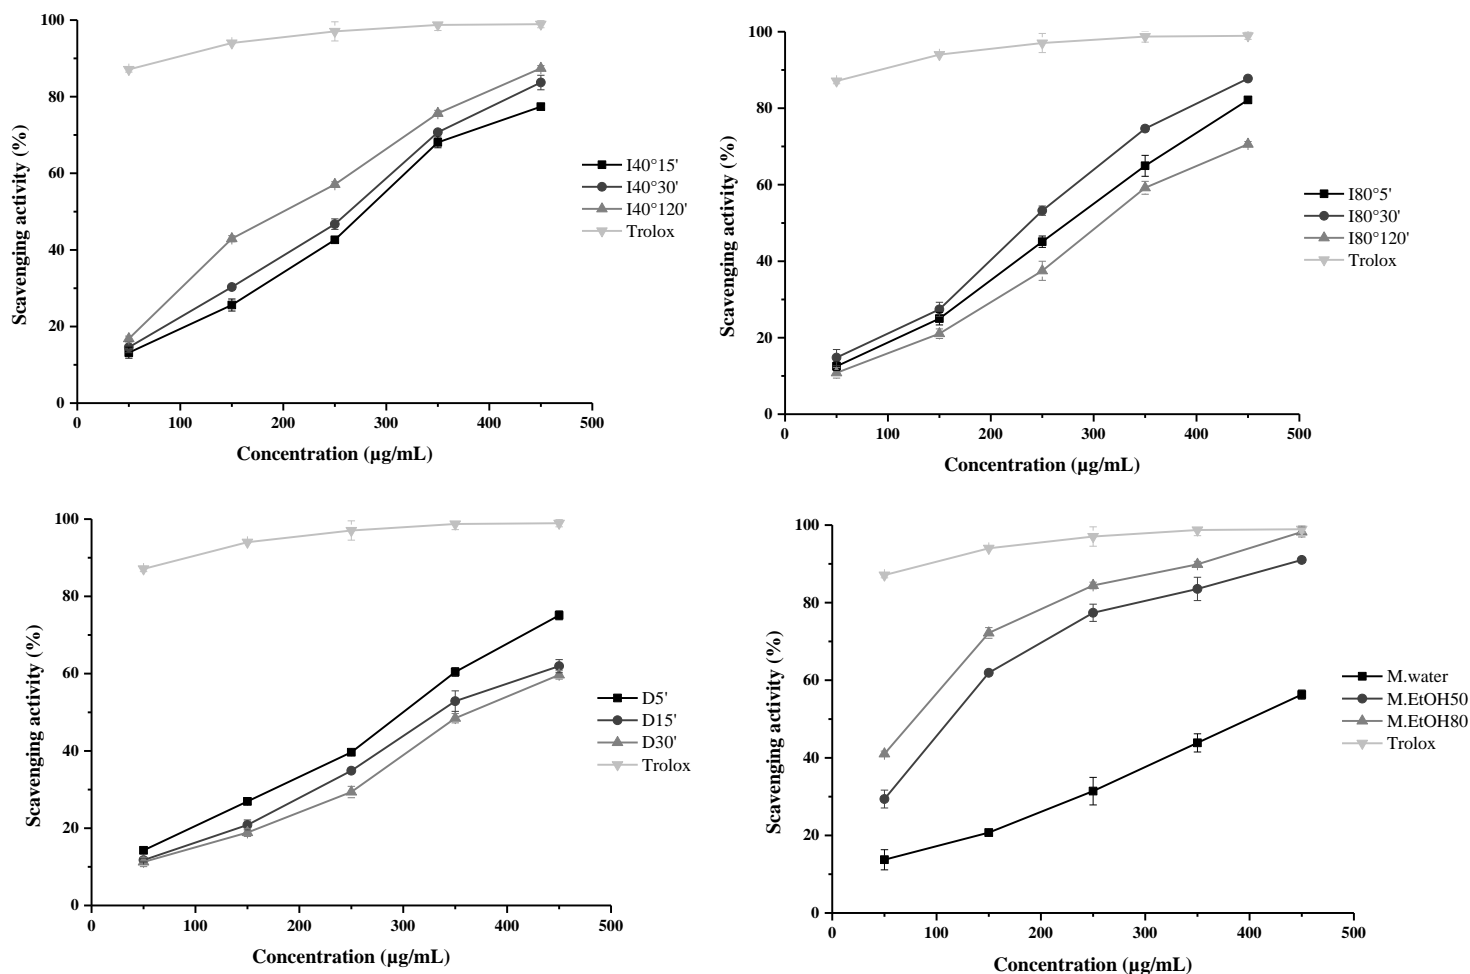 100
80
60
40
20
0
Scavenging activity (%)
0 100 200 300 400 500
Concentration (µg/mL)
I40°15'
I40°30'
I40°120'
Trolox
100
80
60
40
20
0
Scavenging activity (%)
0 100 200 300 400 500
Concentration (µg/mL)
I80°5'
I80°30'
I80°120'
Trolox
100
80
60
40
20
0
Scavenging activity (%)
0 100 200 300 400 500
Concentration (µg/mL)
D5'
D15'
D30'
Trolox
100
80
60
40
20
0
Scavenging activity (%)
0 100 200 300 400 500
Concentration (µg/mL)
M.water
M.EtOH50
M.EtOH80
Trolox